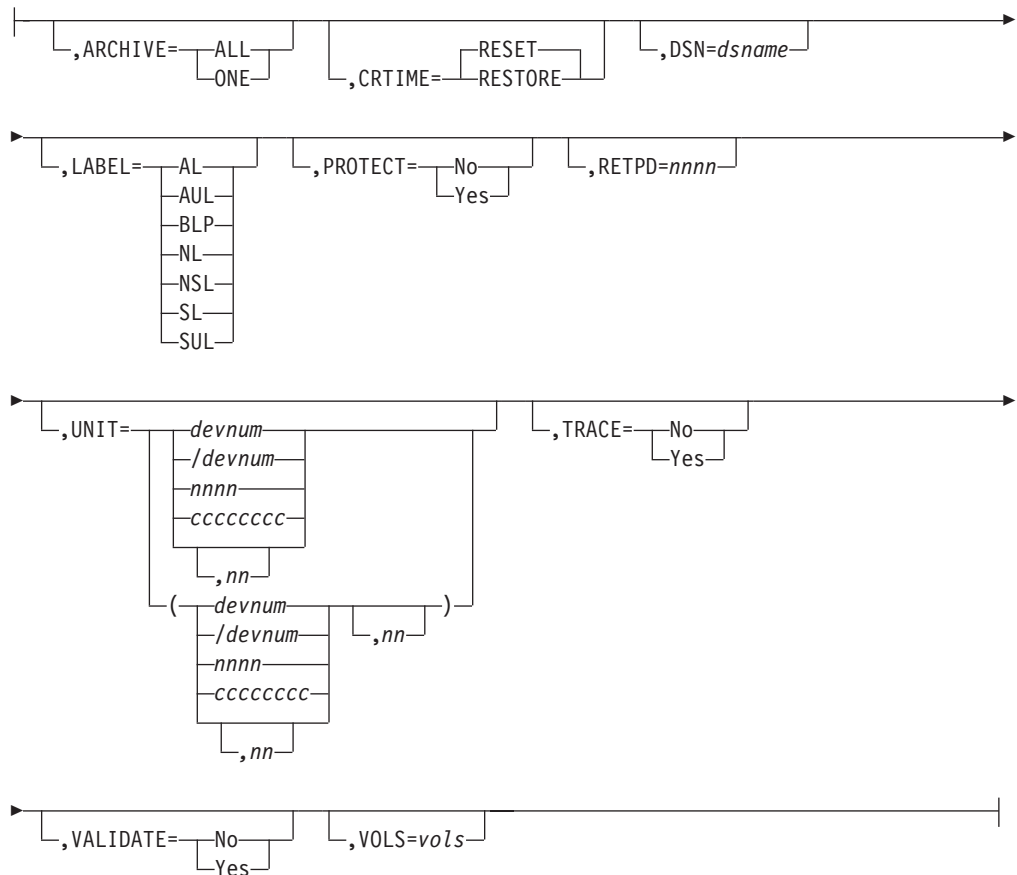 ,ARCHIVE= ALL
ONE
,CRTIME= RESET
RESTORE
,DSN=dsname
,LABEL= AL
AUL
BLP
NL
NSL
SL
SUL
,PROTECT= No
Yes
,RETPD=nnnn
,UNIT= devnum
/devnum
nnnn
cccccccc
,nn
( devnum
/devnum
nnnn
cccccccc
,nn
,nn )
,TRACE= No
Yes
,VALIDATE= No
Yes
,VOLS=vols